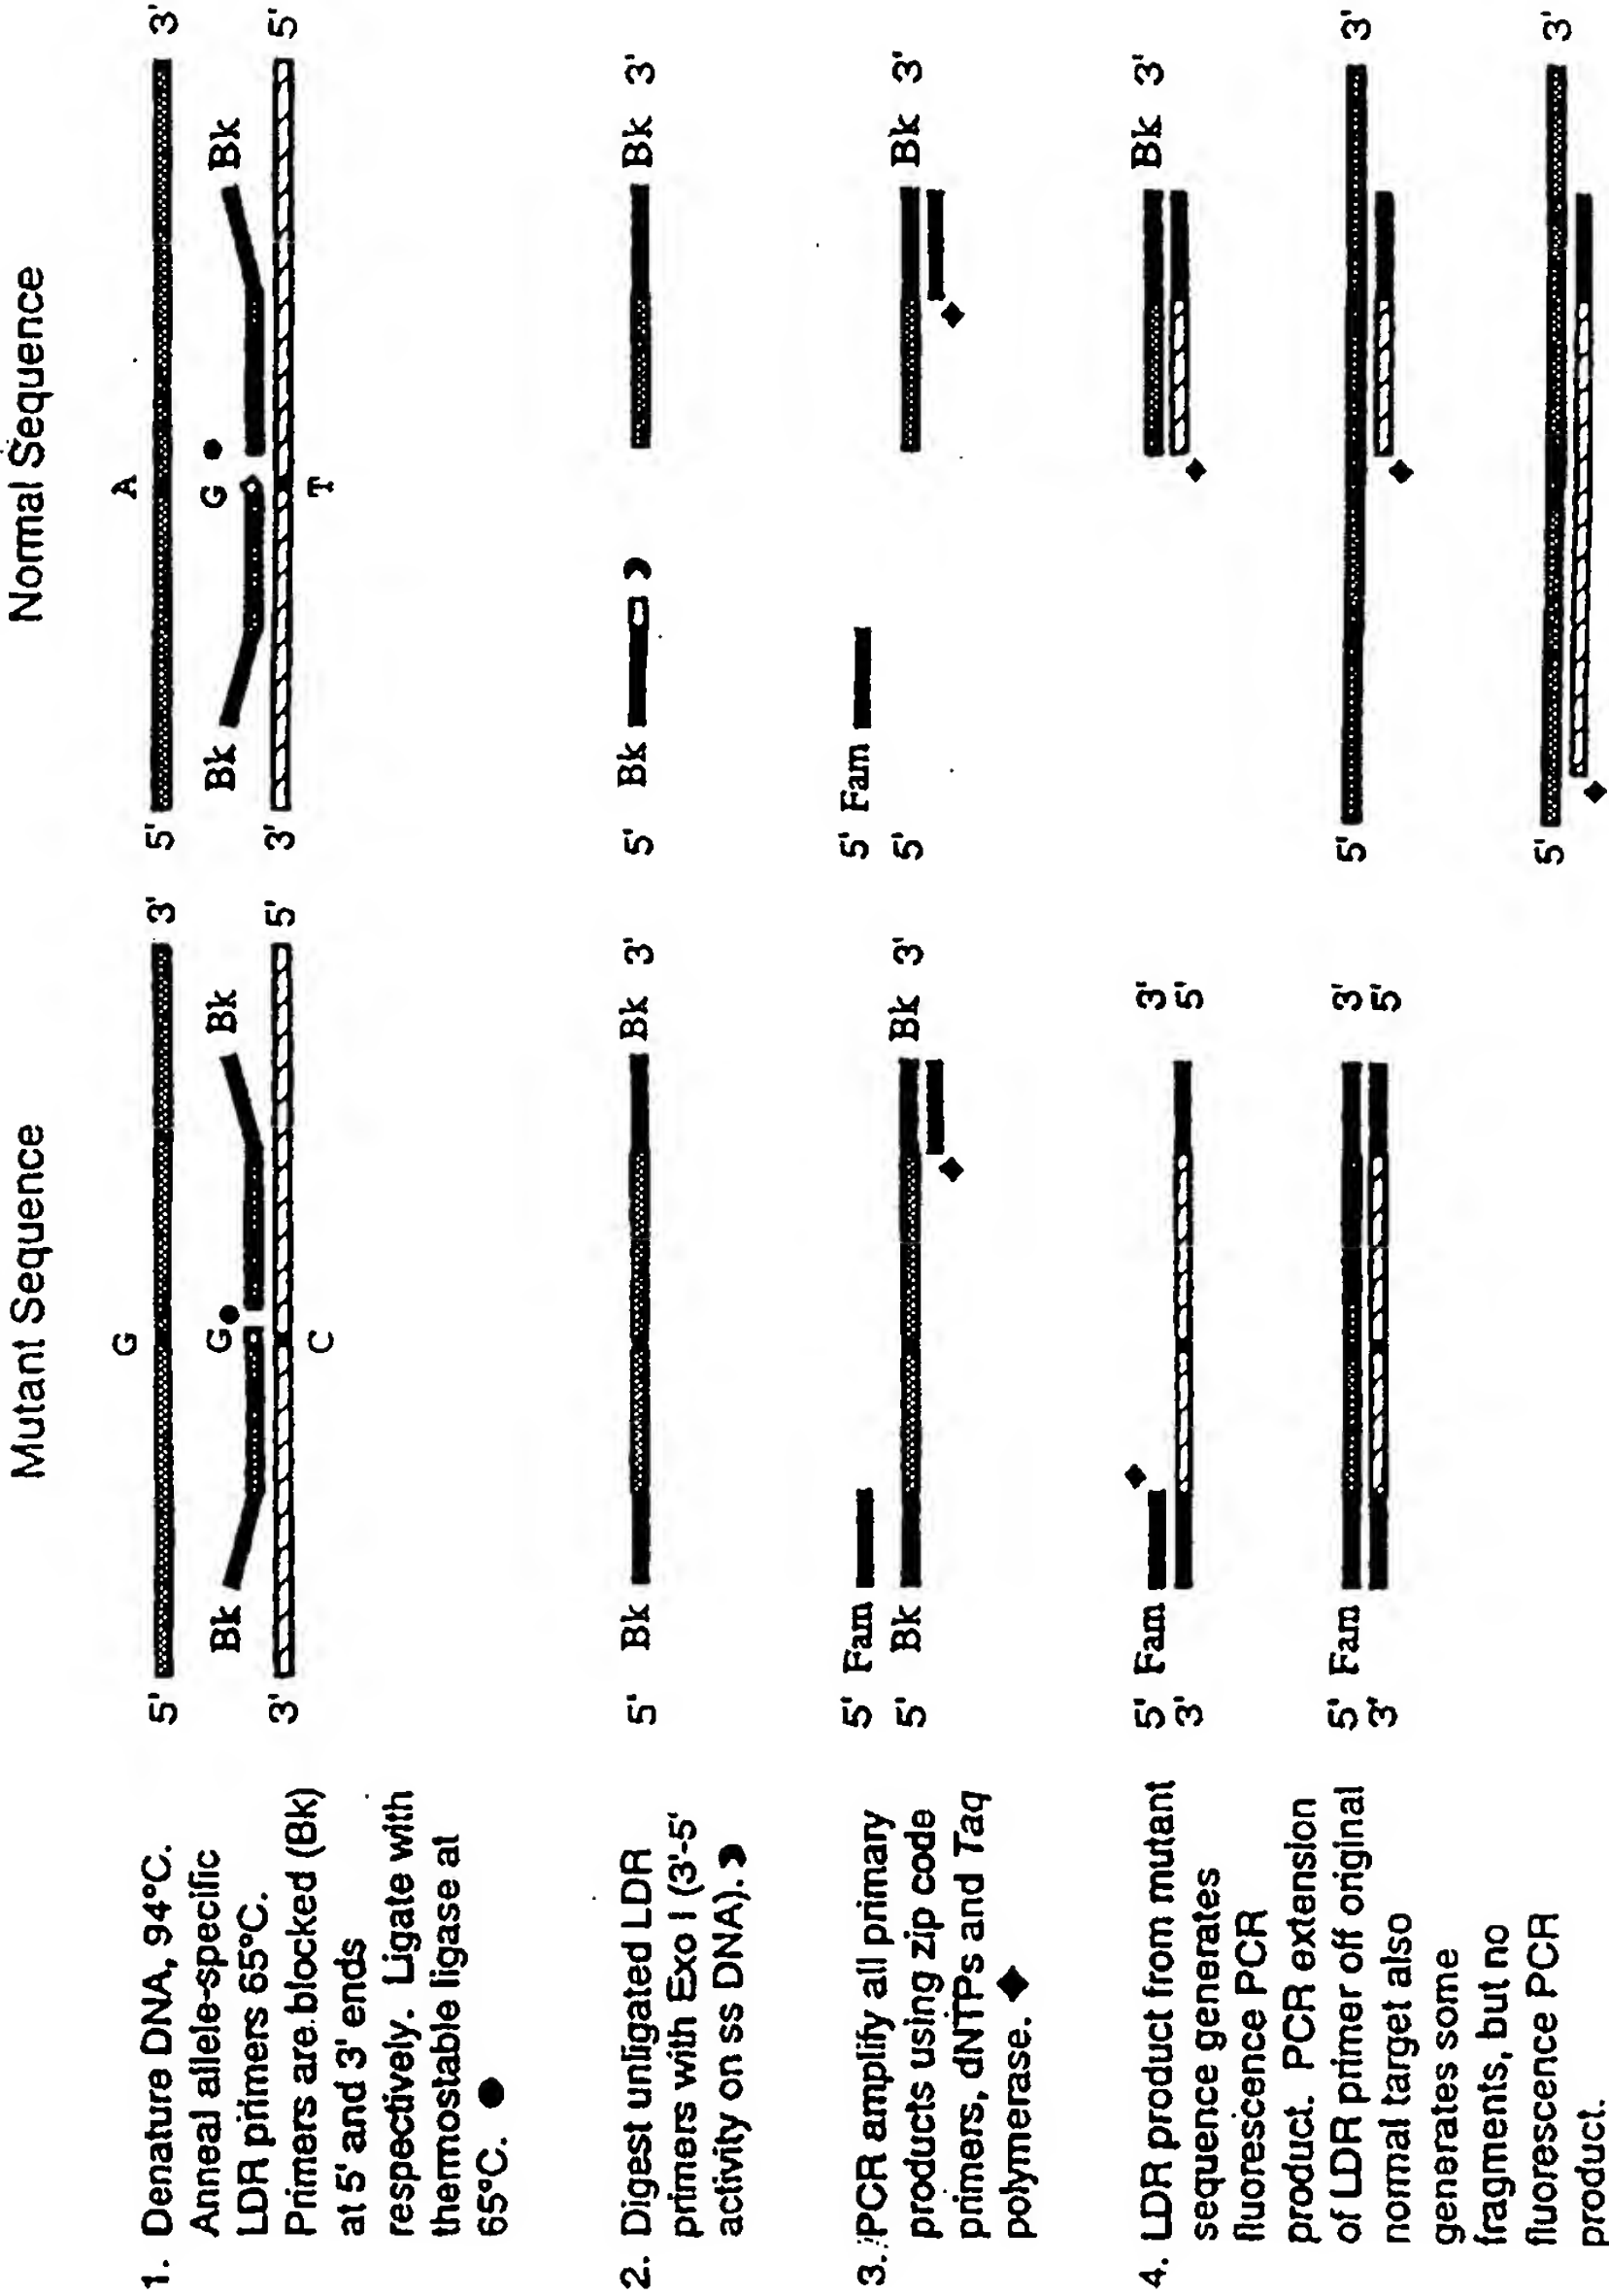 Mutant Sequence
Normal Sequence
1. Denature DNA, 94°C.
Anneal allele-specific
LDR primers 65°C.
Primers are blocked (Bk)
at 5' and 3' ends
respectively. Ligate with
thermostable ligase at
65°C. ●
5' G 3'
Bk G Bk
3' C 5'
5' A 3'
Bk G Bk
3' T 5'
2. Digest unligated LDR
primers with Exo I (3'-5'
activity on ss DNA).
5' Bk Bk 3'
5' Bk Bk 3'
3. PCR amplify all primary
products using zip code
primers, dNTPs and Taq
polymerase. ◆
5' Fam
5' Bk Bk 3'
5' Fam
5' Bk 3'
4. LDR product from mutant
sequence generates
fluorescence PCR
product. PCR extension
of LDR primer off original
normal target also
generates some
fragments, but no
fluorescence PCR
product.
5' Fam 3'
3' 5'
Bk 3'
5' Fam 3'
3' 5'
5' 3'
5' 3'